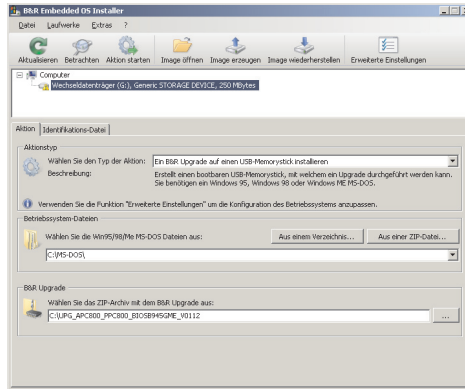 B&R Embedded OS Installer
Datei Laufwerke Extras ?
Aktualisieren Betrachten Aktion starten Image öffnen Image erzeugen Image wiederherstellen Erweiterte Einstellungen
Computer
Wechseldatenträger (G:), Generic STORAGE DEVICE, 250 MBytes
Aktion Identifikations-Datei
Aktionstyp
Wählen Sie den Typ der Aktion: Ein B&R Upgrade auf einen USB-Memorystick installieren
Beschreibung: Erstellt einen bootbaren USB-Memorystick, mit welchem ein Upgrade durchgeführt werden kann.
Sie benötigen ein Windows 95, Windows 98 oder Windows ME MS-DOS.
Verwenden Sie die Funktion "Erweiterte Einstellungen" um die Konfiguration des Betriebssystems anzupassen.
Betriebssystem-Dateien
Wählen Sie die Win95/98/Me MS-DOS Dateien aus: Aus einem Verzeichnis... Aus einer ZIP-Datei...
C:\MS-DOS\
B&R Upgrade
Wählen Sie das ZIP-Archiv mit dem B&R Upgrade aus:
C:\UPG_APC800_PPC800_BIOSB945GME_V0112 ...